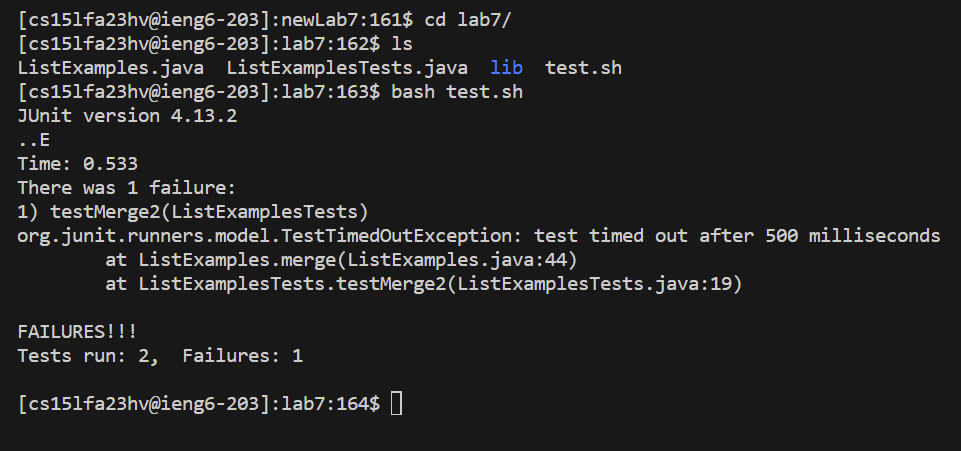 [cs15lfa23hv@ieng6-203]:newLab7:161$ cd lab7/
[cs15lfa23hv@ieng6-203]:lab7:162$ ls
ListExamples.java  ListExamplesTests.java  lib  test.sh
[cs15lfa23hv@ieng6-203]:lab7:163$ bash test.sh
JUnit version 4.13.2
..E
Time: 0.533
There was 1 failure:
1) testMerge2(ListExamplesTests)
org.junit.runners.model.TestTimedOutException: test timed out after 500 milliseconds
        at ListExamples.merge(ListExamples.java:44)
        at ListExamplesTests.testMerge2(ListExamplesTests.java:19)
FAILURES!!!
Tests run: 2,  Failures: 1
[cs15lfa23hv@ieng6-203]:lab7:164$